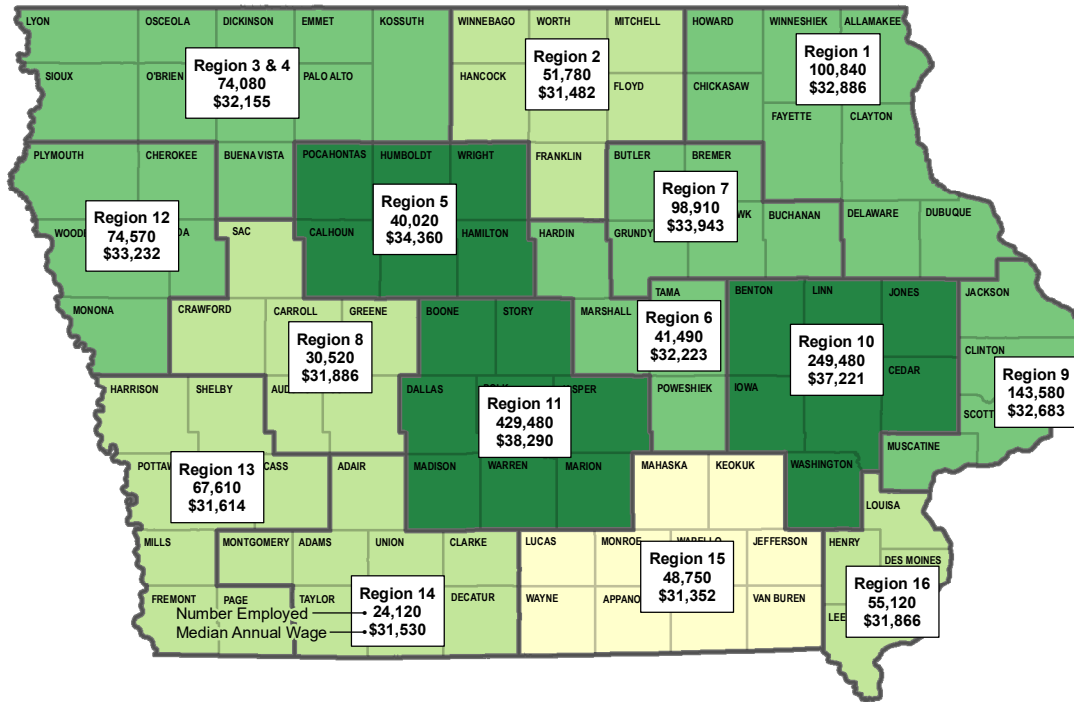 LYON
OSCEOLA
DICKINSON
EMMET
KOSSUTH
WINNEBAGO
WORTH
MITCHELL
HOWARD
WINNESHIEK
ALLAMAKEE
SIOUX
O'BRIEN
PALO ALTO
HANCOCK
FLOYD
CHICKASAW
Region 3 & 4
74,080
$32,155
Region 2
51,780
$31,482
Region 1
100,840
$32,886
FAYETTE
CLAYTON
PLYMOUTH
CHEROKEE
BUENA VISTA
POCAHONTAS
HUMBOLDT
WRIGHT
FRANKLIN
BUTLER
BREMER
Region 12
74,570
$33,232
Region 5
40,020
$34,360
Region 7
98,910
$33,943
SAC
CALHOUN
HAMILTON
HARDIN
GRUNDY
BUCHANAN
DELAWARE
DUBUQUE
MONONA
CRAWFORD
CARROLL
GREENE
BOONE
STORY
MARSHALL
TAMA
BENTON
LINN
JONES
JACKSON
Region 8
30,520
$31,886
Region 6
41,490
$32,223
Region 10
249,480
$37,221
CLINTON
Region 9
143,580
$32,683
HARRISON
SHELBY
DALLAS
POWESHIEK
IOWA
CEDAR
SCOTT
Region 11
429,480
$38,290
MUSCATINE
CASS
ADAIR
MADISON
WARREN
MARION
MAHASKA
KEOKUK
WASHINGTON
Region 13
67,610
$31,614
LOUISA
MILLS
MONTGOMERY
ADAMS
UNION
CLARKE
LUCAS
MONROE
JEFFERSON
HENRY
DES MOINES
Region 15
48,750
$31,352
FREMONT
PAGE
TAYLOR
DECATUR
WAYNE
VAN BUREN
LEE
Region 14
24,120
$31,530
Region 16
55,120
$31,866
Number Employed
Median Annual Wage